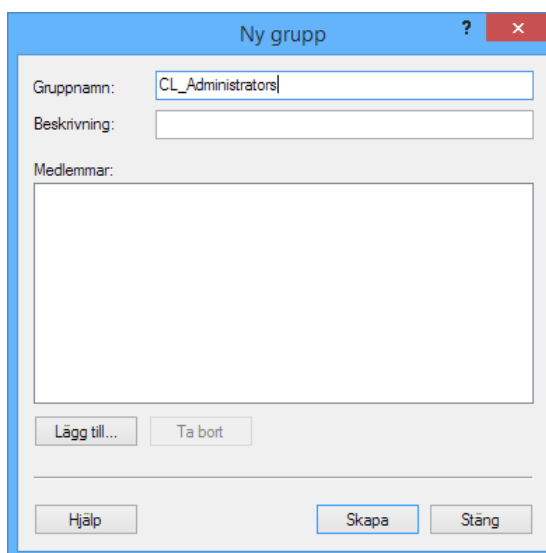 Ny grupp
?
Gruppnamn: CL_Administrators
Beskrivning:
Medlemmar:
Lägg till... Ta bort
Hjälp Skapa Stäng